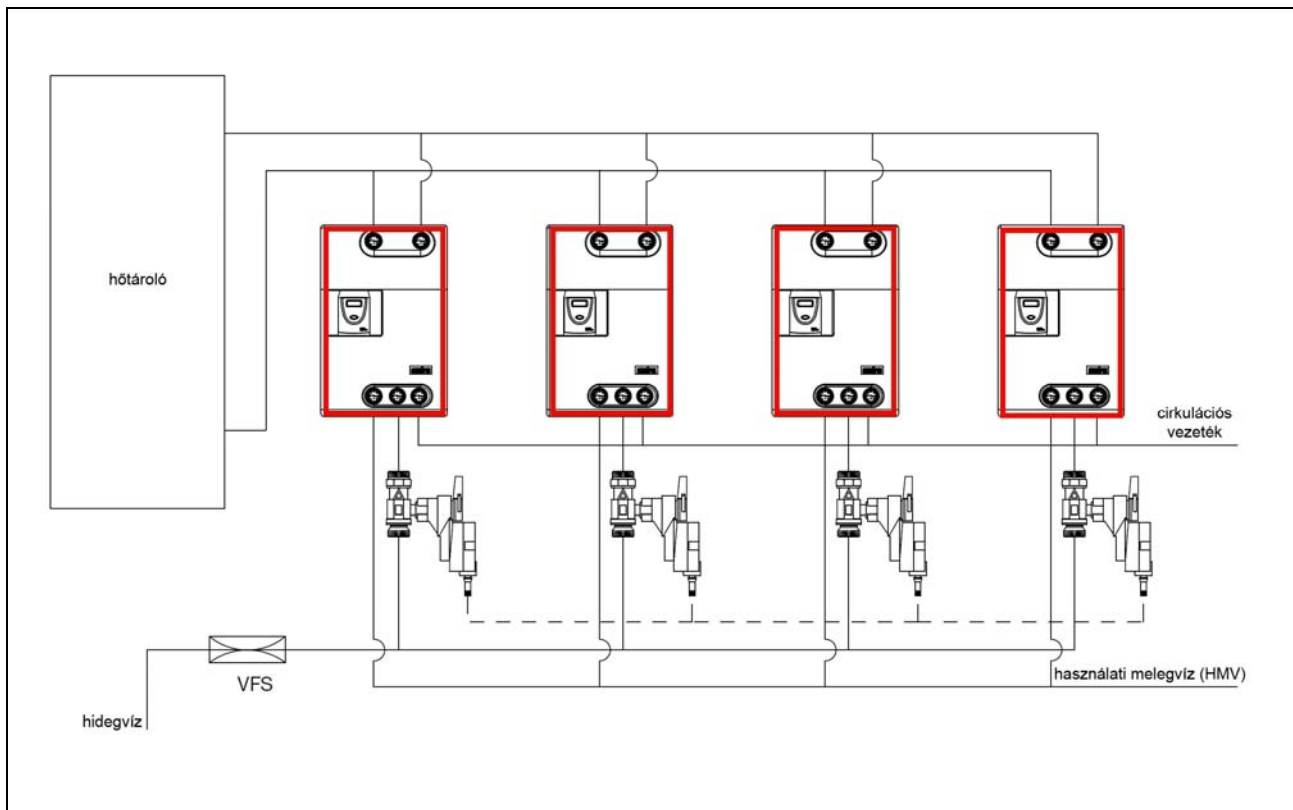 hőtároló
cirkulációs
vezeték
VFS
használati melegvíz (HMV)
hidegvíz